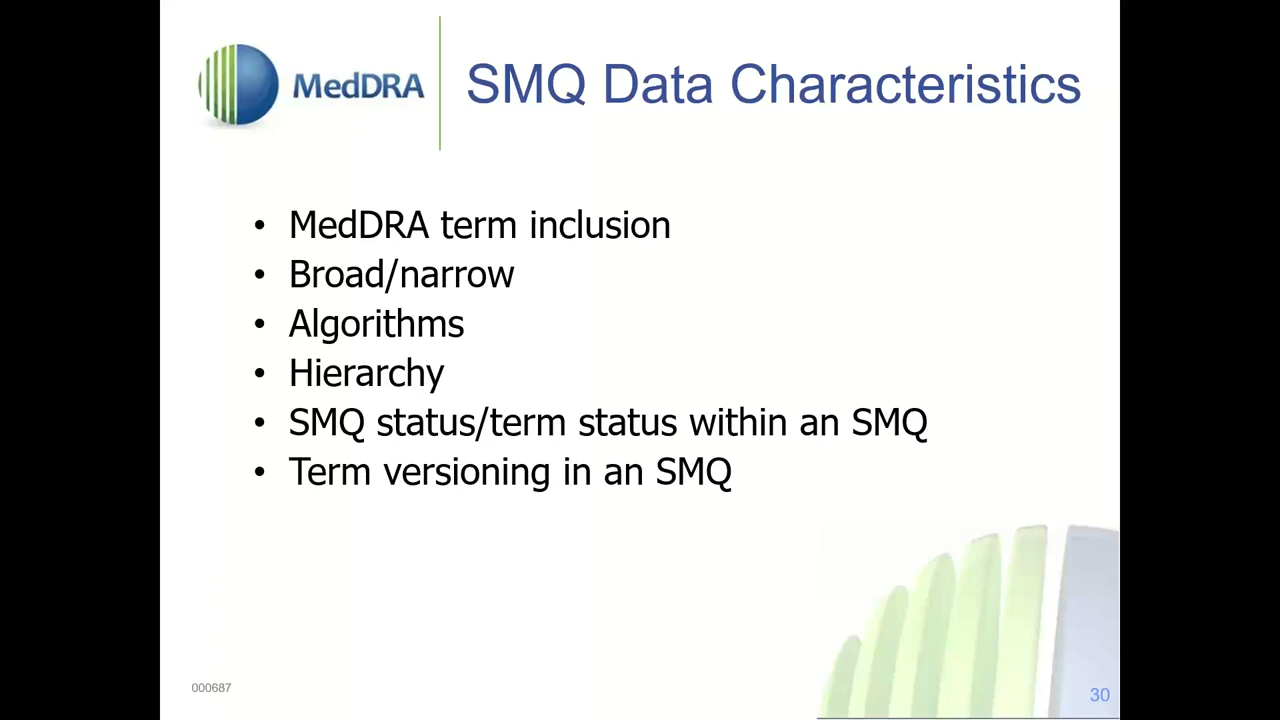 MedDRA
SMQ Data Characteristics
• MedDRA term inclusion
• Broad/narrow
• Algorithms
• Hierarchy
• SMQ status/term status within an SMQ
• Term versioning in an SMQ
000687
30